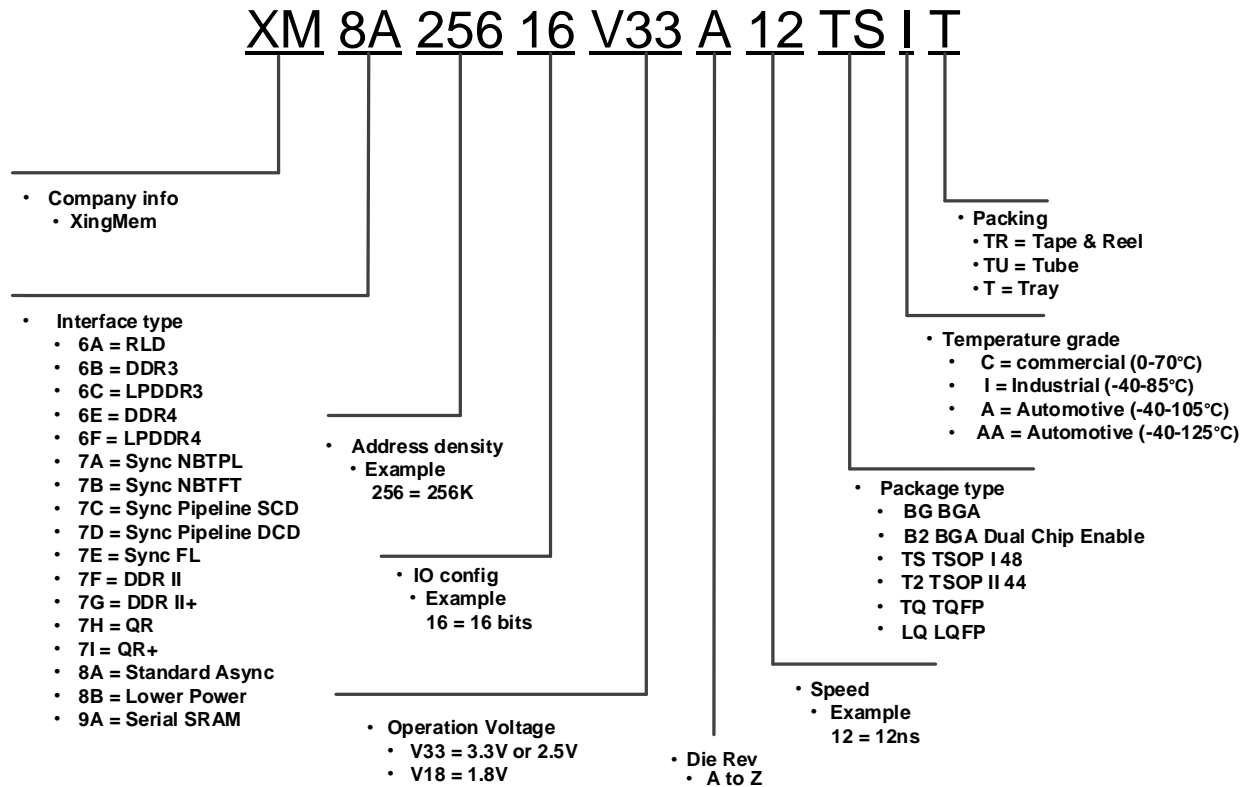 XM 8A 256 16 V33 A 12 TS I T
• Company info
• XingMem
• Interface type
• 6A = RLD
• 6B = DDR3
• 6C = LPDDR3
• 6E = DDR4
• 6F = LPDDR4
• 7A = Sync NBTPL
• 7B = Sync NBTFT
• 7C = Sync Pipeline SCD
• 7D = Sync Pipeline DCD
• 7E = Sync FL
• 7F = DDR II
• 7G = DDR II+
• 7H = QR
• 7I = QR+
• 8A = Standard Async
• 8B = Lower Power
• 9A = Serial SRAM
• Address density
• Example
256 = 256K
• IO config
• Example
16 = 16 bits
• Operation Voltage
• V33 = 3.3V or 2.5V
• V18 = 1.8V
• Die Rev
• A to Z
• Speed
• Example
12 = 12ns
• Package type
• BG BGA
• B2 BGA Dual Chip Enable
• TS TSOP I 48
• T2 TSOP II 44
• TQ TQFP
• LQ LQFP
• Temperature grade
• C = commercial (0-70°C)
• I = Industrial (-40-85°C)
• A = Automotive (-40-105°C)
• AA = Automotive (-40-125°C)
• Packing
• TR = Tape & Reel
• TU = Tube
• T = Tray